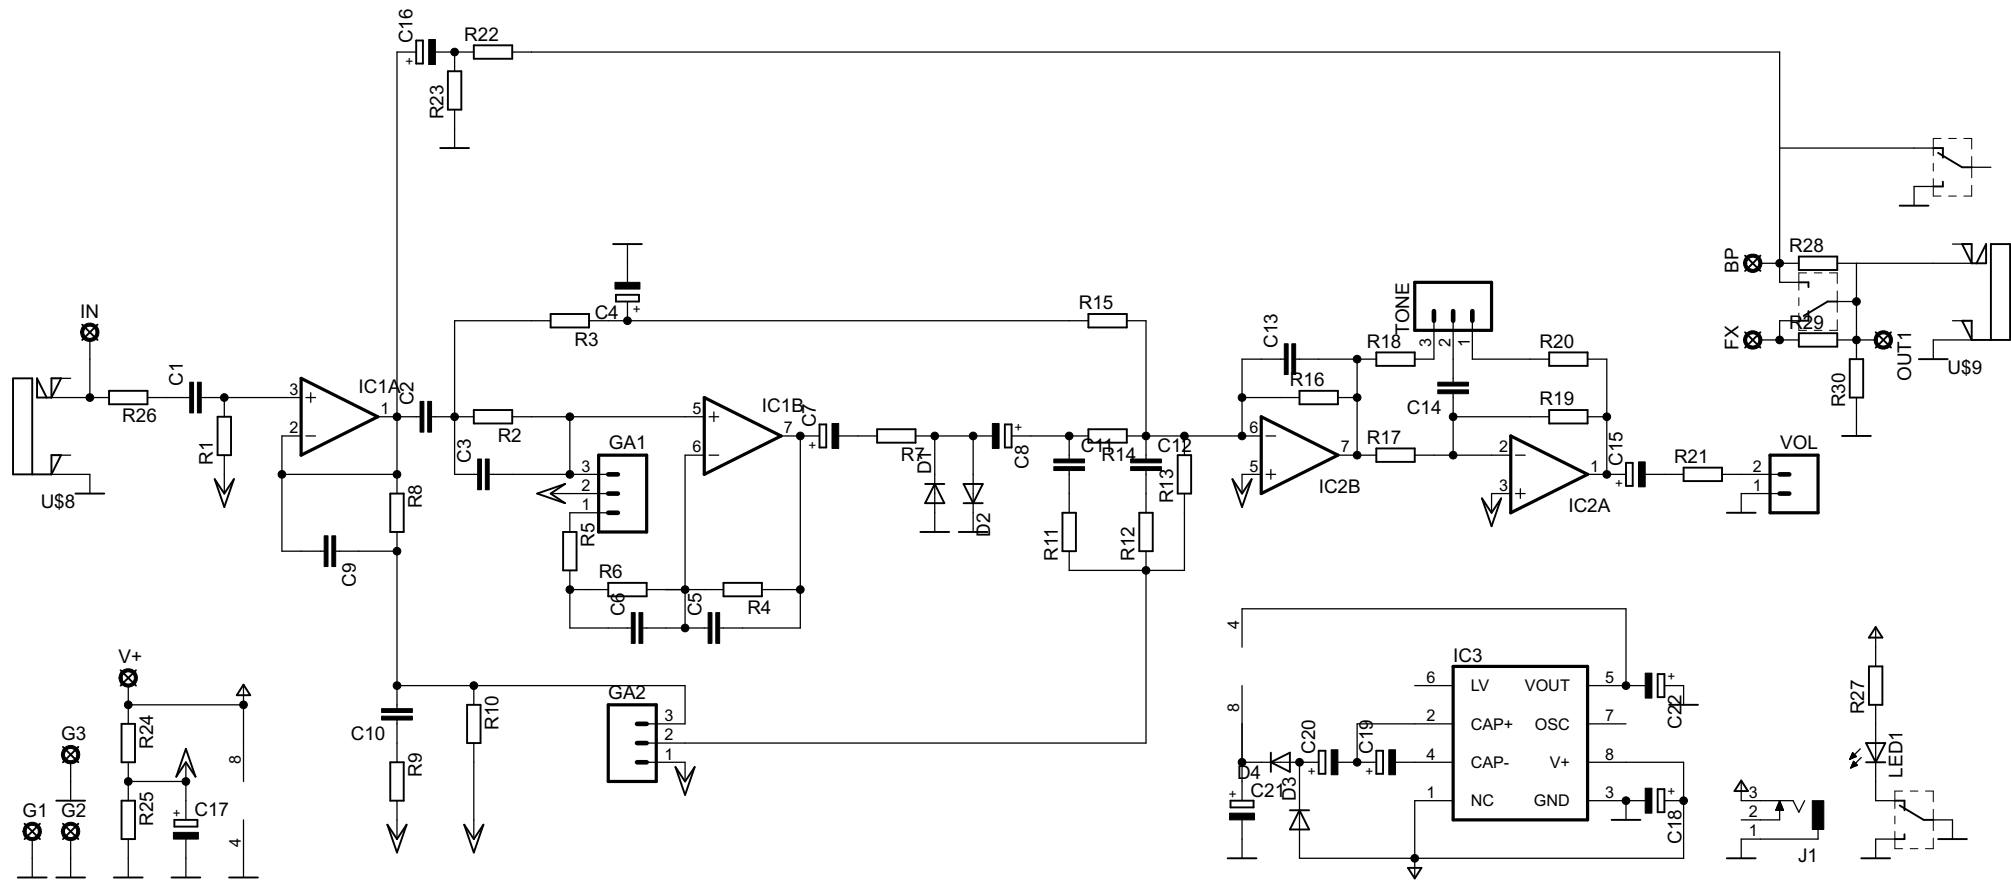 C16
+
R22
R23
IN
C1
R26
R1
U$8
3
+
2
−
1
IC1A
C2
R8
C9
C4
+
R3
R15
R2
C3
GA1
3
2
1
R5
R6
C6
C5
R4
5
+
6
−
7
IC1B
C7
+
R7
D1
D2
C8
+
C11
R14
C12
R13
R11
R12
C13
R16
6
−
5
+
7
IC2B
R18
R17
TONE
3
2
1
C14
R20
R19
2
−
3
+
1
IC2A
C15
+
R21
VOL
2
1
BP
R28
FX
R29
OUT1
R30
U$9
V+
G3
G1
G2
R24
R25
+
C17
8
4
C10
R9
R10
GA2
3
2
1
4
8
D4
C21
+
D3
C20
+
C19
+
IC3
6
LV
VOUT
5
2
CAP+
OSC
7
4
CAP-
V+
8
1
NC
GND
3
+
C22
+
C18
3
2
1
J1
R27
LED1